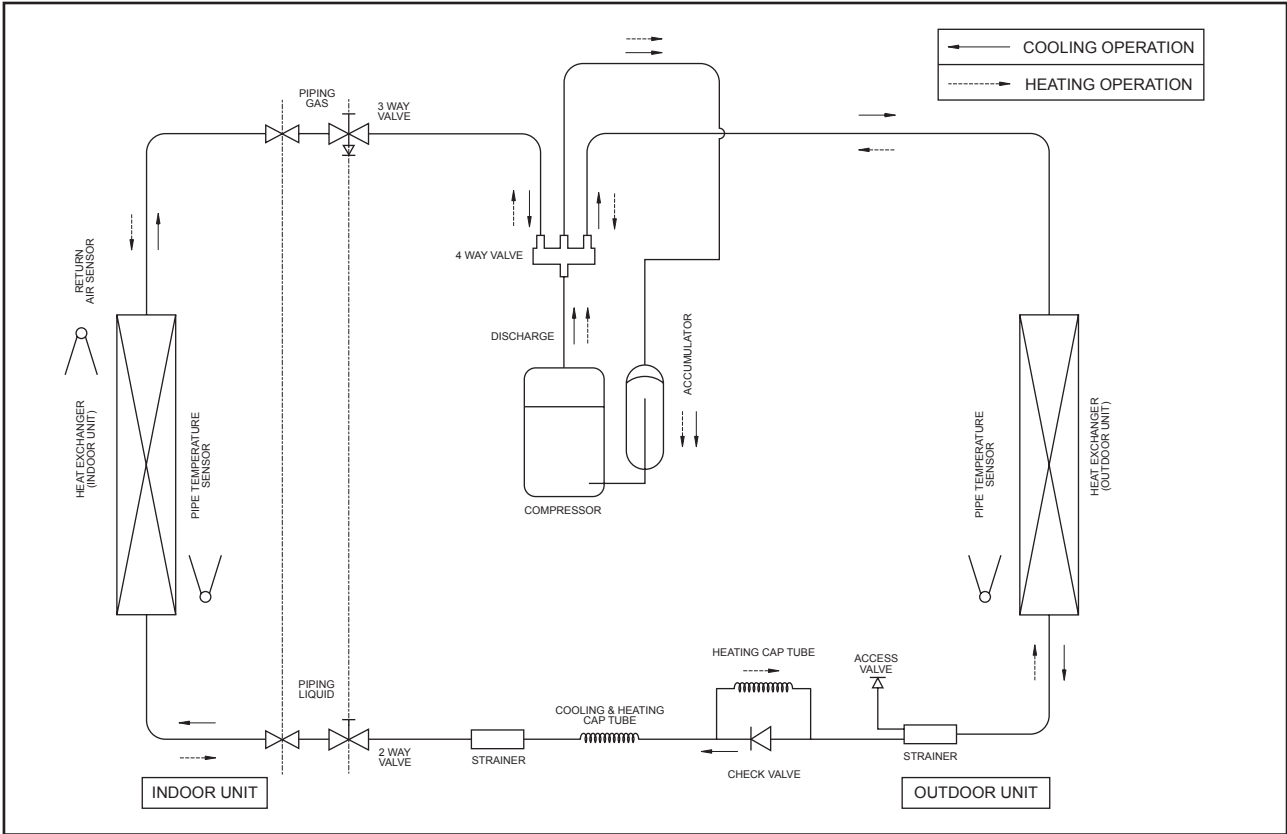 COOLING OPERATION
HEATING OPERATION
PIPING
GAS
3 WAY
VALVE
4 WAY VALVE
RETURN
AIR SENSOR
DISCHARGE
ACCUMULATOR
COMPRESSOR
HEAT EXCHANGER
(INDOOR UNIT)
PIPE TEMPERATURE
SENSOR
PIPE TEMPERATURE
SENSOR
HEAT EXCHANGER
(OUTDOOR UNIT)
PIPING
LIQUID
2 WAY
VALVE
STRAINER
COOLING & HEATING
CAP TUBE
HEATING CAP TUBE
CHECK VALVE
ACCESS
VALVE
STRAINER
INDOOR UNIT
OUTDOOR UNIT